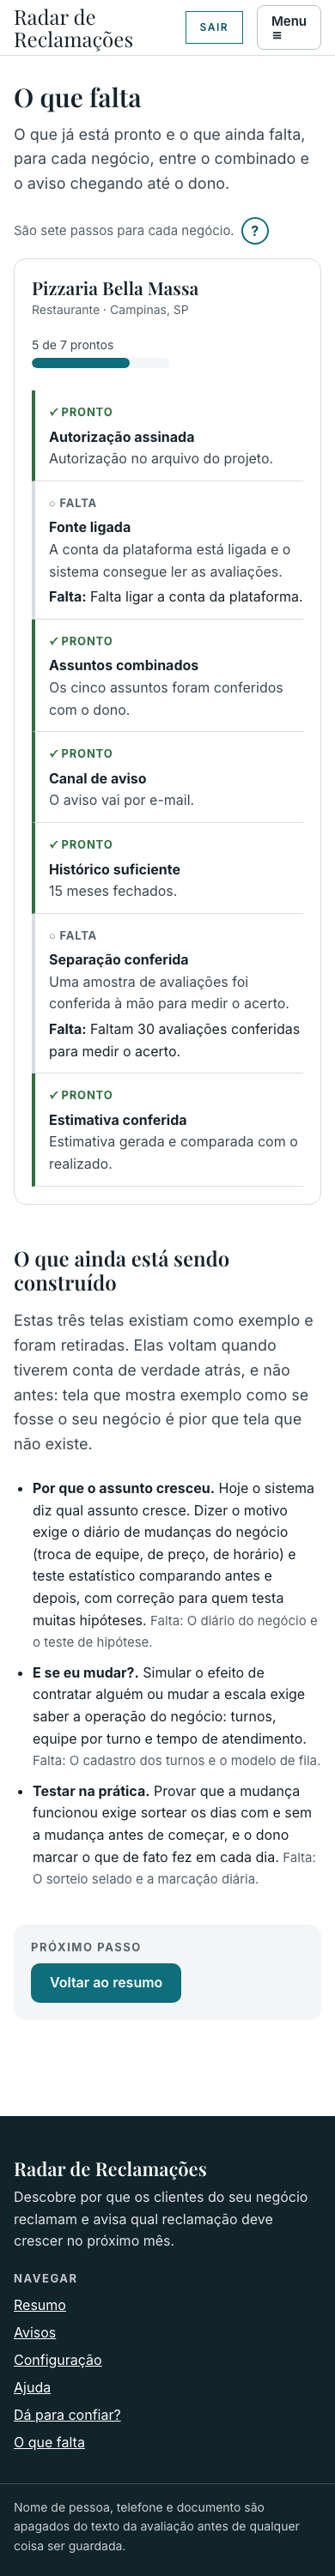 Radar de
Reclamações
SAIR
Menu
≡
O que falta
O que já está pronto e o que ainda falta,
para cada negócio, entre o combinado e
o aviso chegando até o dono.
São sete passos para cada negócio. ?
Pizzaria Bella Massa
Restaurante · Campinas, SP
5 de 7 prontos
✓ PRONTO
Autorização assinada
Autorização no arquivo do projeto.
○ FALTA
Fonte ligada
A conta da plataforma está ligada e o
sistema consegue ler as avaliações.
Falta: Falta ligar a conta da plataforma.
✓ PRONTO
Assuntos combinados
Os cinco assuntos foram conferidos
com o dono.
✓ PRONTO
Canal de aviso
O aviso vai por e-mail.
✓ PRONTO
Histórico suficiente
15 meses fechados.
○ FALTA
Separação conferida
Uma amostra de avaliações foi
conferida à mão para medir o acerto.
Falta: Faltam 30 avaliações conferidas
para medir o acerto.
✓ PRONTO
Estimativa conferida
Estimativa gerada e comparada com o
realizado.
O que ainda está sendo
construído
Estas três telas existiam como exemplo e
foram retiradas. Elas voltam quando
tiverem conta de verdade atrás, e não
antes: tela que mostra exemplo como se
fosse o seu negócio é pior que tela que
não existe.
• Por que o assunto cresceu. Hoje o sistema
diz qual assunto cresce. Dizer o motivo
exige o diário de mudanças do negócio
(troca de equipe, de preço, de horário) e
teste estatístico comparando antes e
depois, com correção para quem testa
muitas hipóteses. Falta: O diário do negócio e
o teste de hipótese.
• E se eu mudar?. Simular o efeito de
contratar alguém ou mudar a escala exige
saber a operação do negócio: turnos,
equipe por turno e tempo de atendimento.
Falta: O cadastro dos turnos e o modelo de fila.
• Testar na prática. Provar que a mudança
funcionou exige sortear os dias com e sem
a mudança antes de começar, e o dono
marcar o que de fato fez em cada dia. Falta:
O sorteio selado e a marcação diária.
PRÓXIMO PASSO
Voltar ao resumo
Radar de Reclamações
Descobre por que os clientes do seu negócio
reclamam e avisa qual reclamação deve
crescer no próximo mês.
NAVEGAR
Resumo
Avisos
Configuração
Ajuda
Dá para confiar?
O que falta
Nome de pessoa, telefone e documento são
apagados do texto da avaliação antes de qualquer
coisa ser guardada.